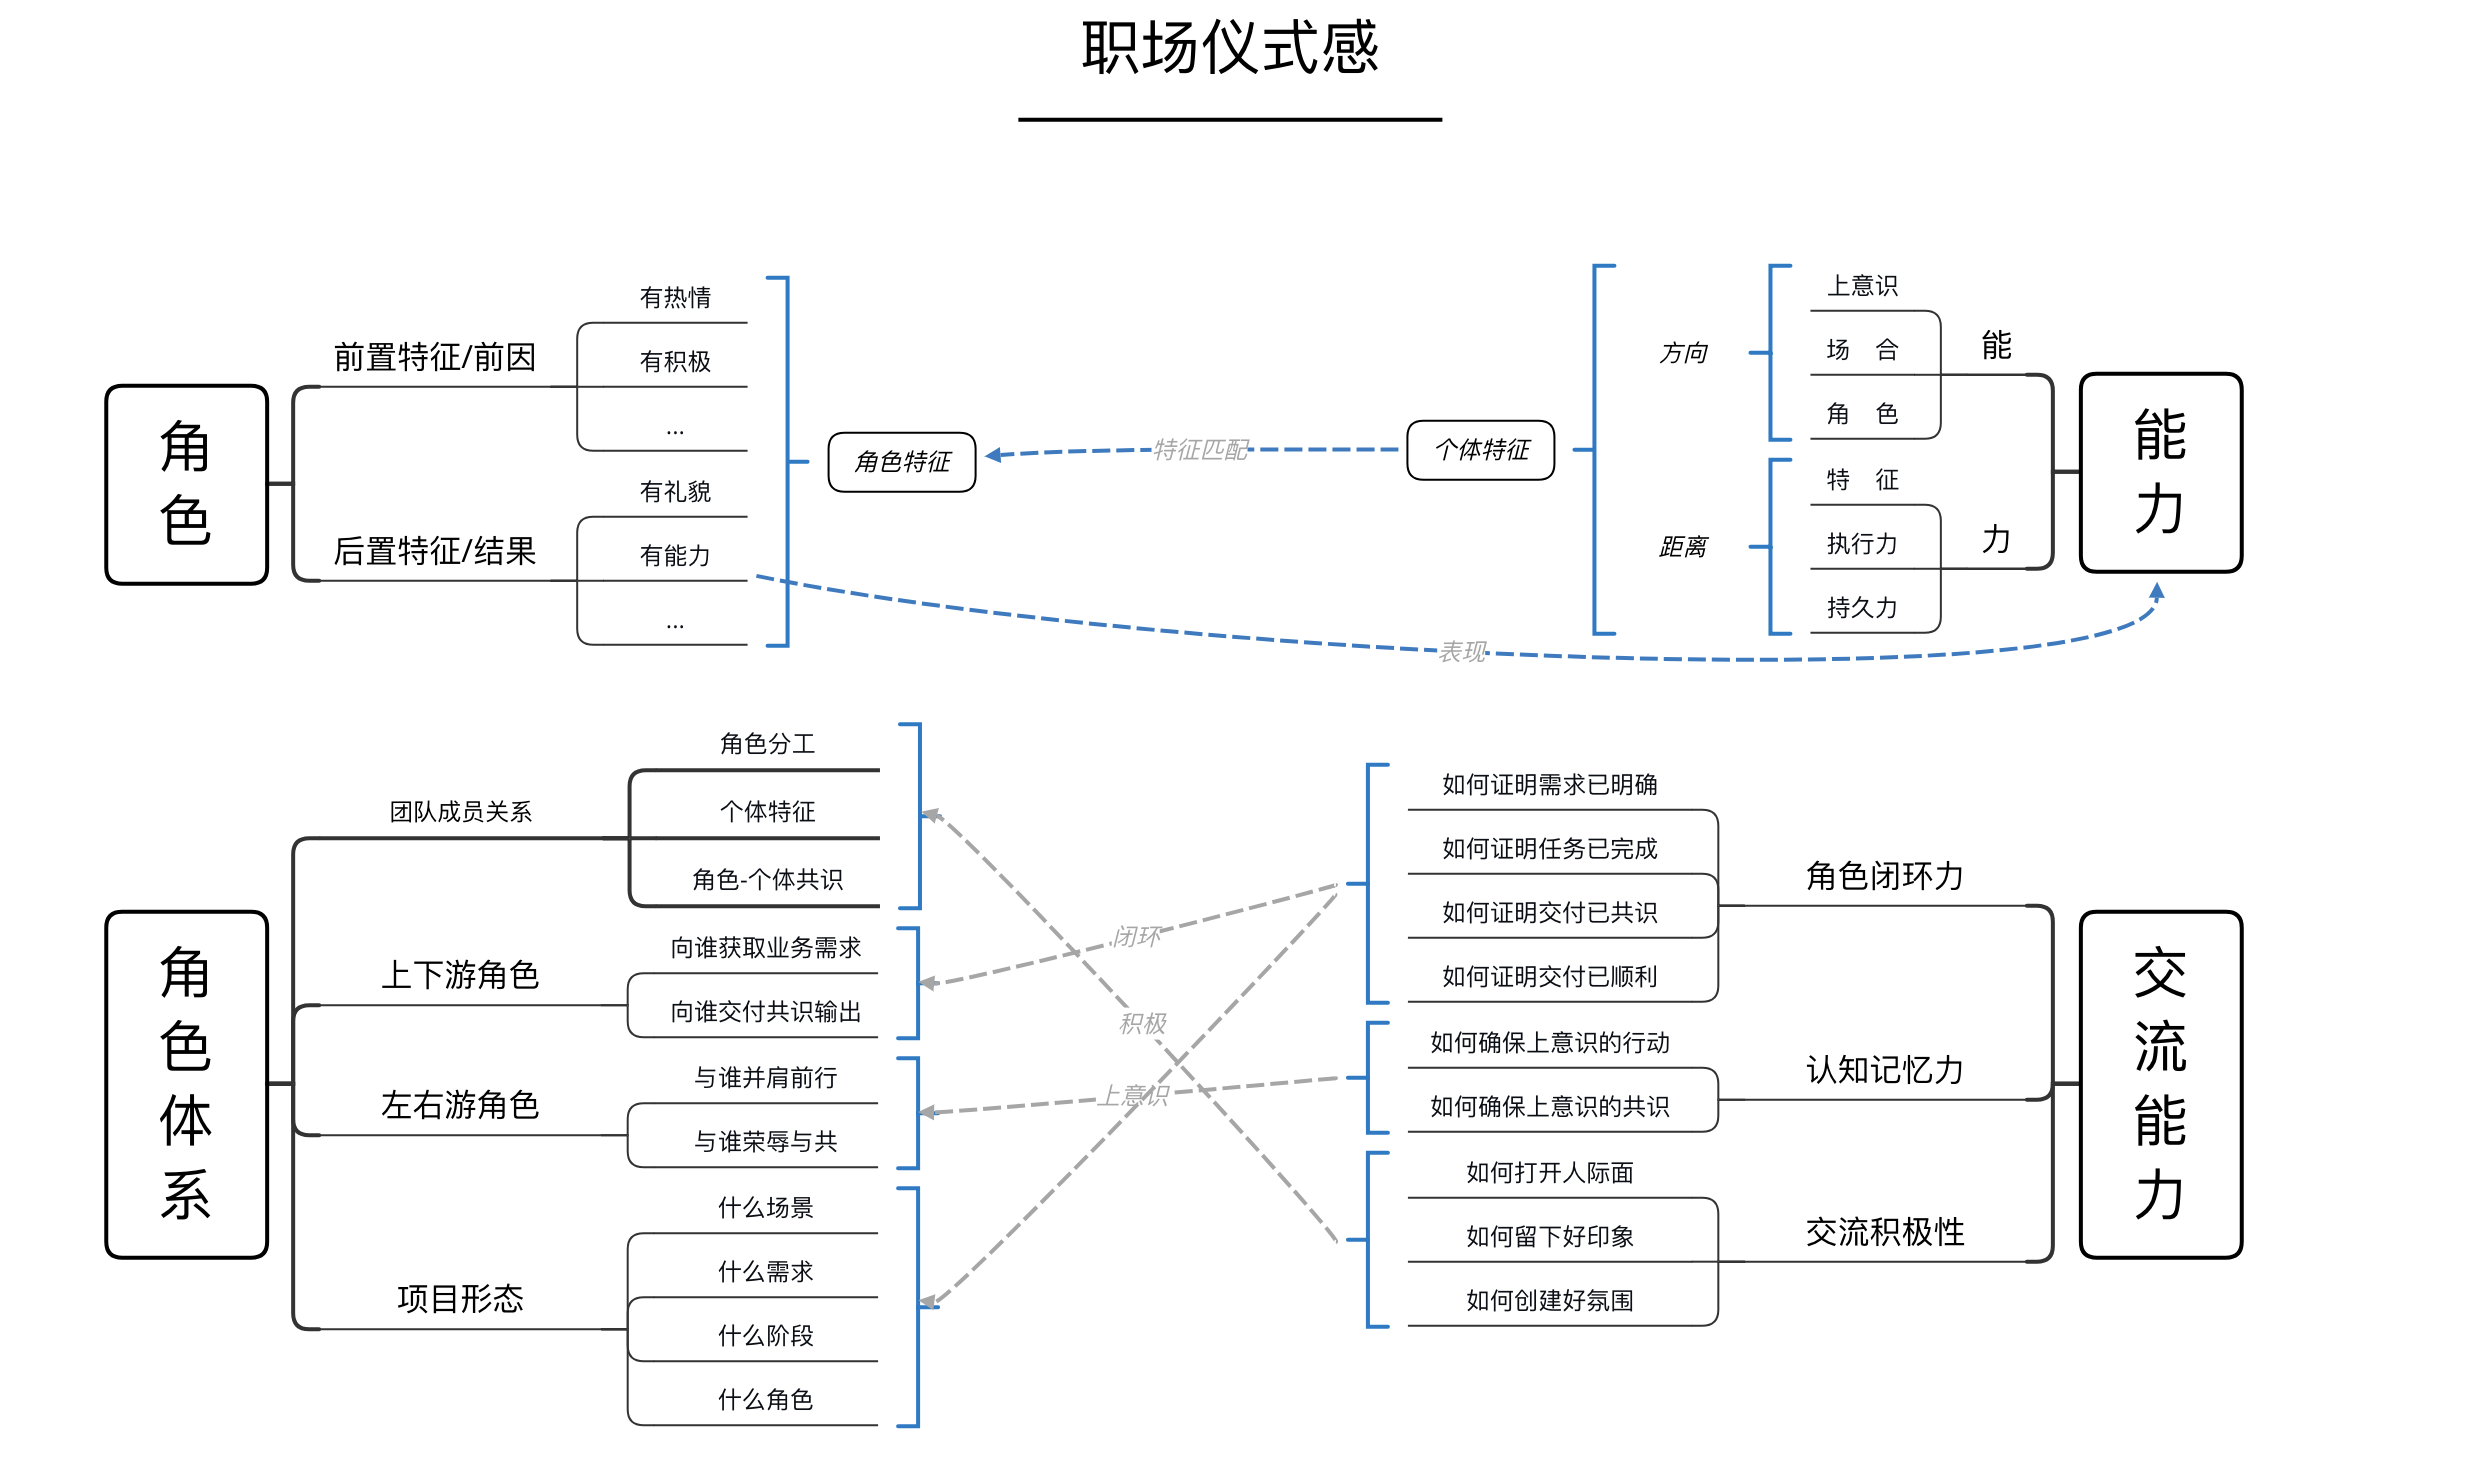 职场仪式感
角色
前置特征/前因
有热情
有积极
...
后置特征/结果
有礼貌
有能力
...
角色特征
特征匹配
个体特征
方向
上意识
场 合
角 色
能
距离
特 征
执行力
持久力
力
能力
表现
角色体系
团队成员关系
角色分工
个体特征
角色-个体共识
上下游角色
向谁获取业务需求
向谁交付共识输出
左右游角色
与谁并肩前行
与谁荣辱与共
项目形态
什么场景
什么需求
什么阶段
什么角色
闭环
积极
上意识
如何证明需求已明确
如何证明任务已完成
如何证明交付已共识
如何证明交付已顺利
角色闭环力
如何确保上意识的行动
如何确保上意识的共识
认知记忆力
如何打开人际面
如何留下好印象
如何创建好氛围
交流积极性
交流能力